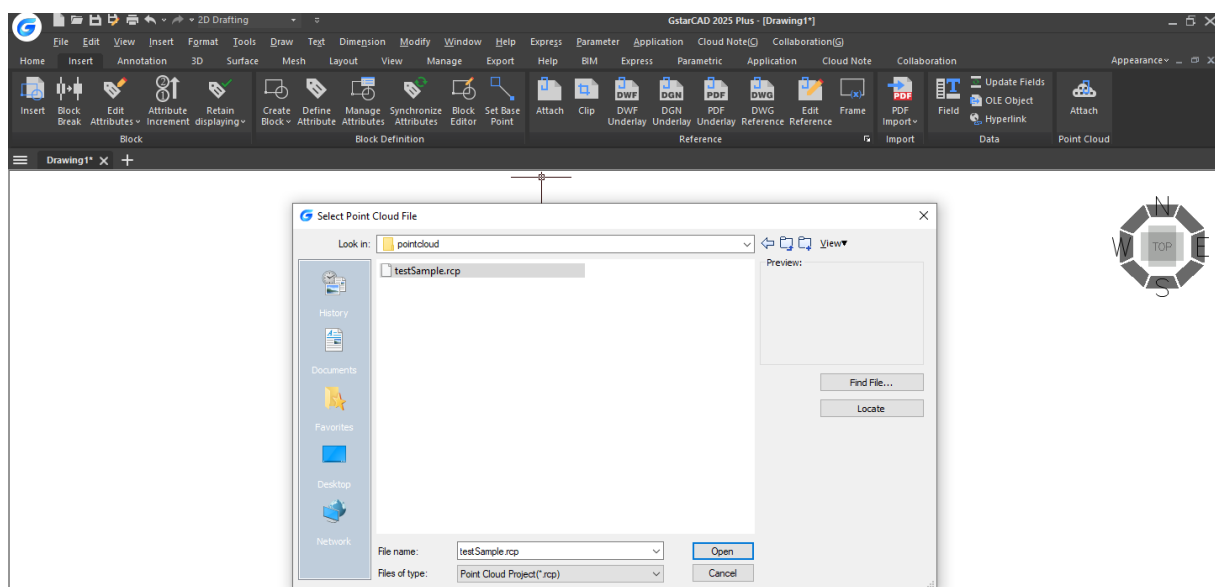 2D Drafting GstarCAD 2025 Plus - [Drawing1*]
File Edit View Insert Format Tools Draw Text Dimension Modify Window Help Express Parameter Application Cloud Note(C) Collaboration(G)
Home Insert Annotation 3D Surface Mesh Layout View Manage Export Help BIM Express Parametric Application Cloud Note Collaboration Appearance
Insert Block Break Edit Attributes Attribute Increment Retain displaying Create Block Define Attribute Manage Attributes Synchronize Attributes Block Editor Set Base Point Attach Clip DWF Underlay DGN Underlay PDF Underlay DWG Reference Edit Reference Frame PDF Import Field Update Fields OLE Object Hyperlink Attach
DWF DGN PDF DWG PDF
Block Block Definition Reference Import Data Point Cloud
Drawing1*
Select Point Cloud File
Look in: pointcloud View
testSample.rcp
Preview:
History
Documents
Favorites
Desktop
Network
Find File...
Locate
File name: testSample.rcp Open
Files of type: Point Cloud Project(*.rcp) Cancel
N
W TOP E
S